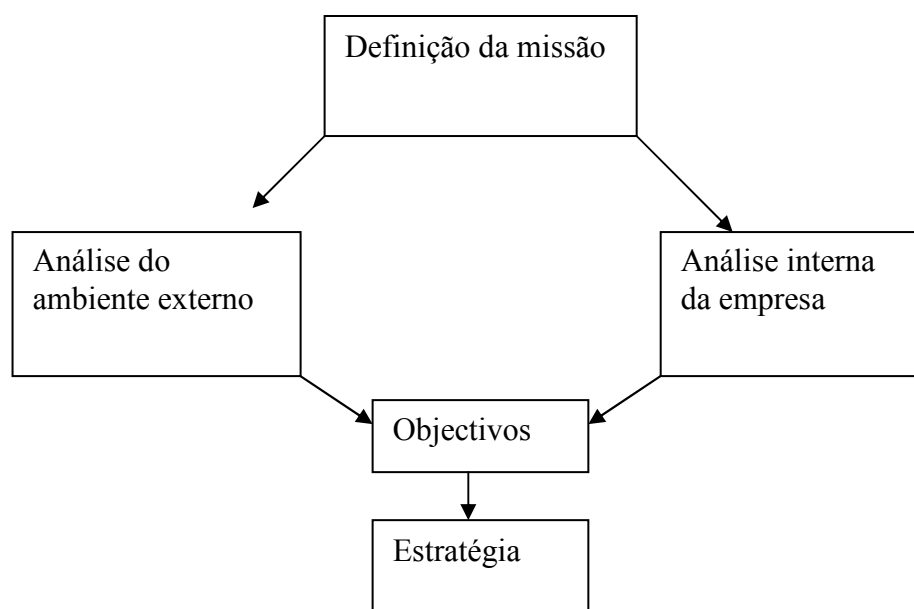 Definição da missão
Análise do
ambiente externo
Análise interna
da empresa
Objectivos
Estratégia